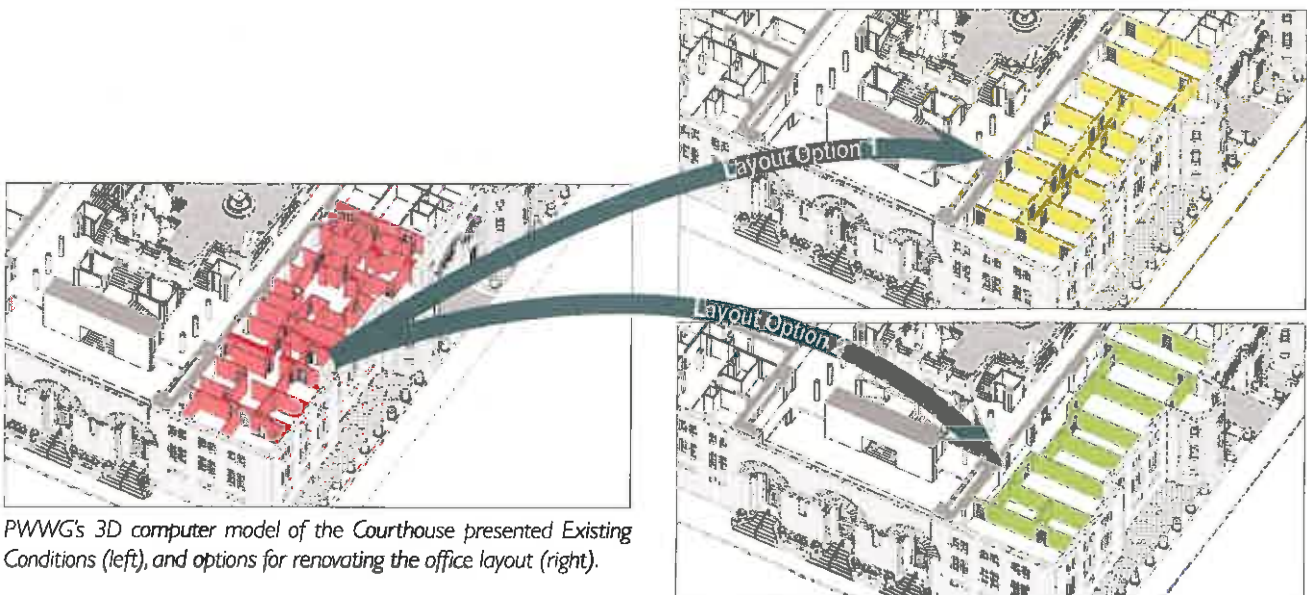 Layout Option 1
Layout Option
PWWG's 3D computer model of the Courthouse presented Existing
Conditions (left), and options for renovating the office layout (right).